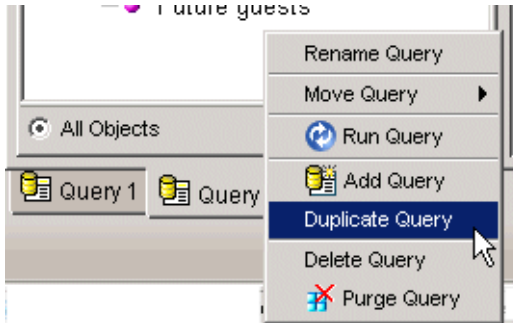 Future guests
Rename Query
Move Query
All Objects
Run Query
Query 1
Query
Add Query
Duplicate Query
Delete Query
Purge Query